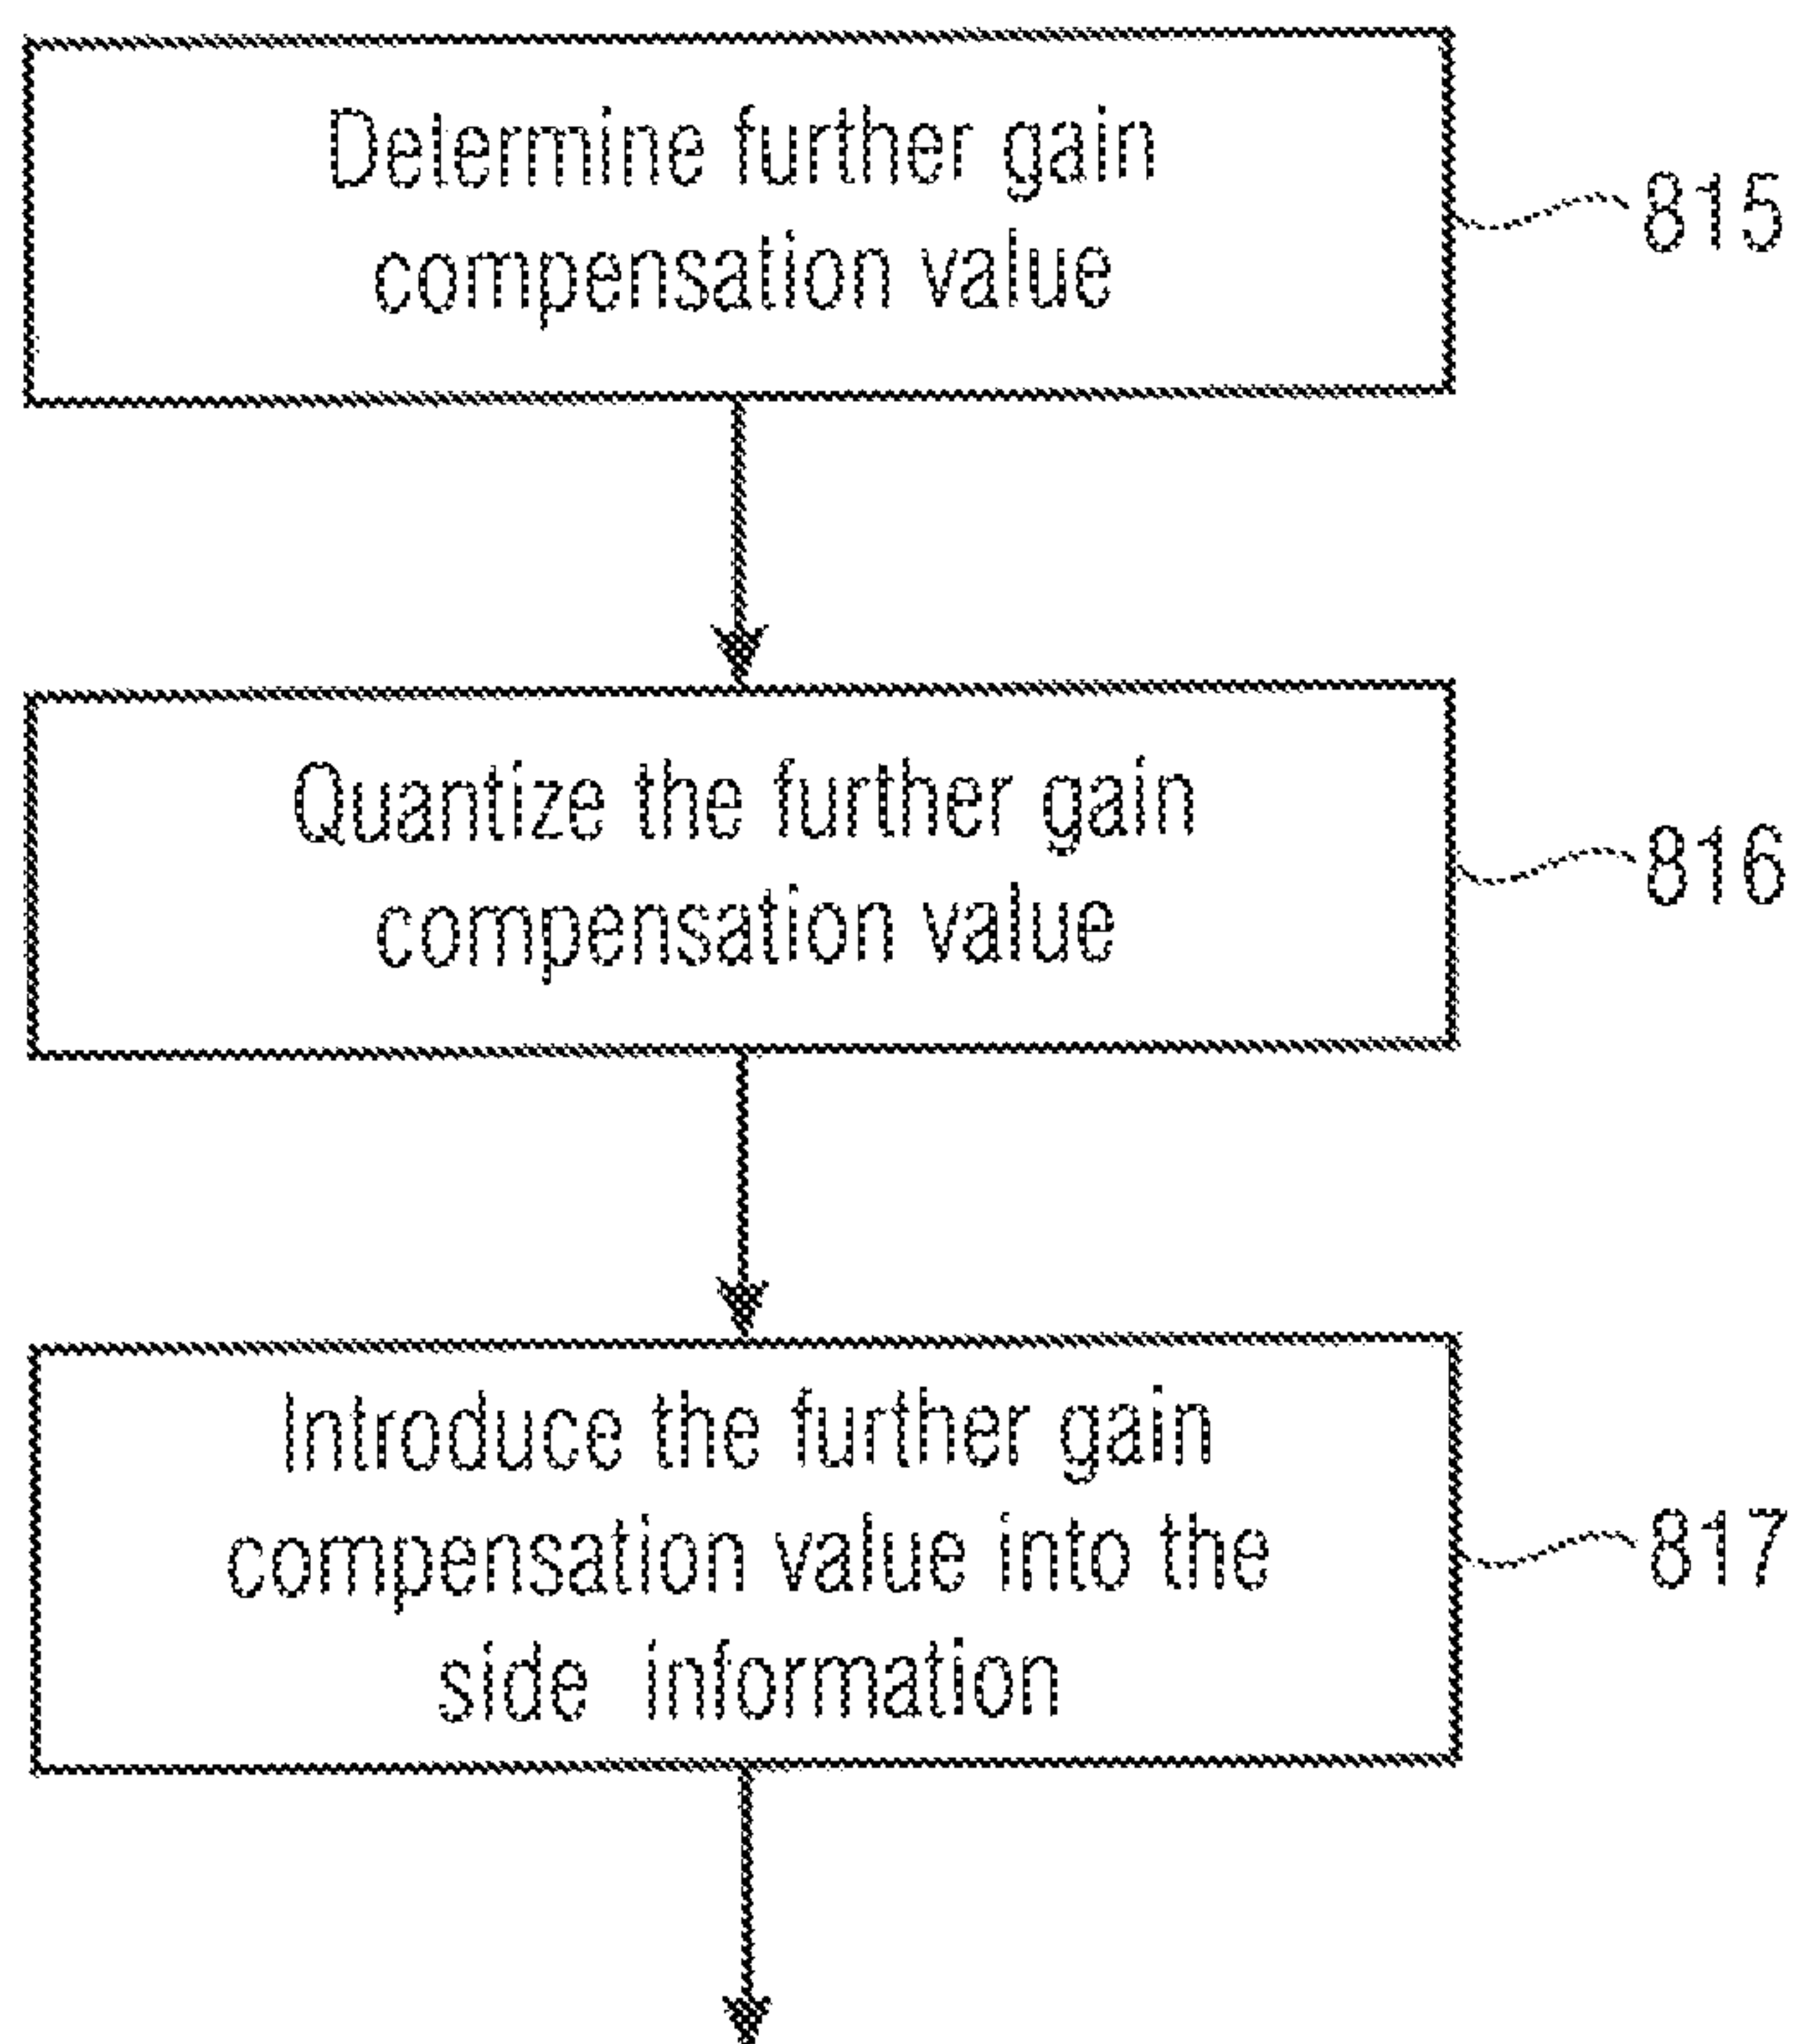 Determine further gain
compensation value
815
Quantize the further gain
compensation value
816
Introduce the further gain
compensation value into the
side information
817